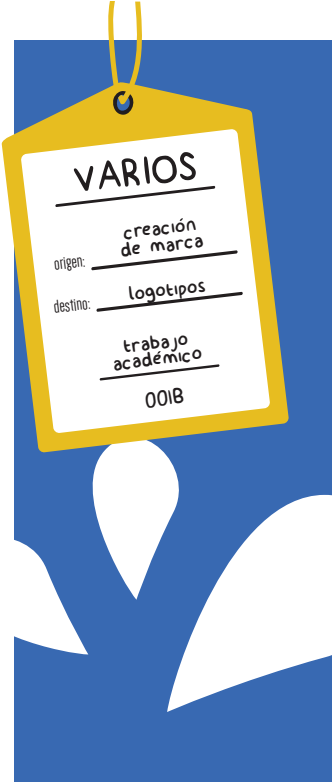 VARIOS
creación
de marca
origen:
logotipos
destino:
trabajo
académico
001B